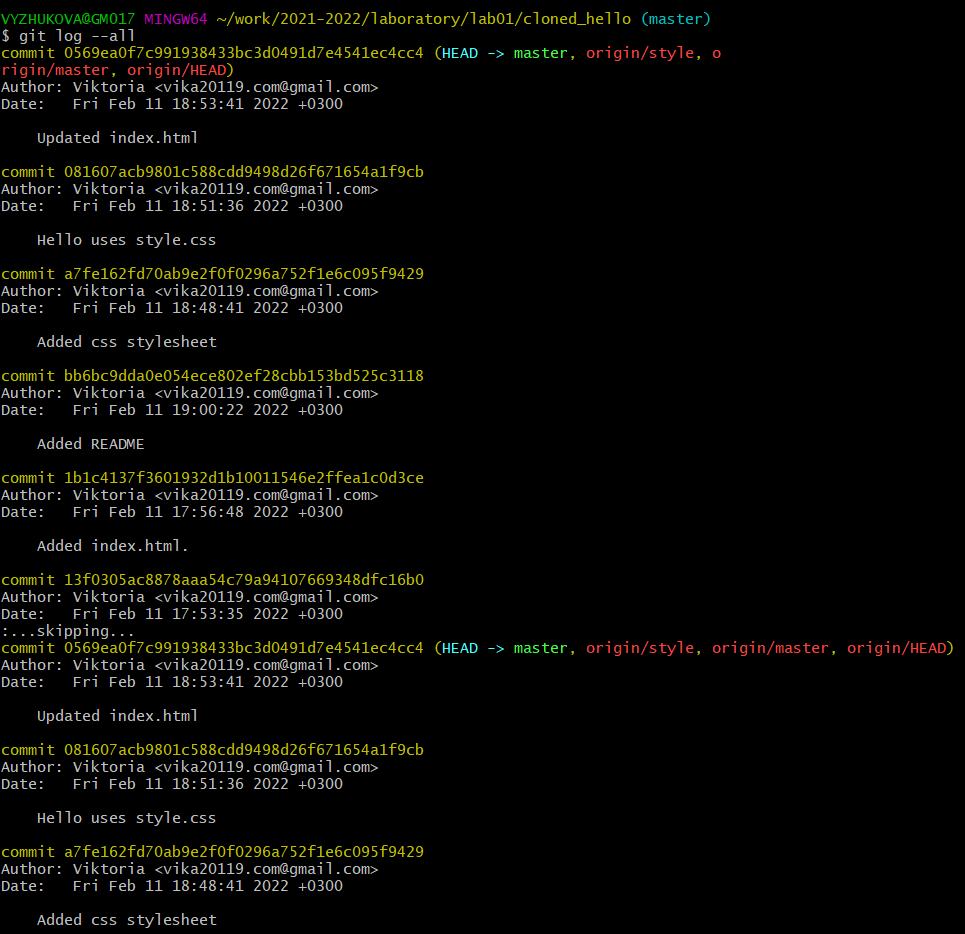 VYZHUKOVA@GM017 MINGW64 ~/work/2021-2022/laboratory/lab01/cloned_hello (master)
$ git log --all
commit 0569ea0f7c991938433bc3d0491d7e4541ec4cc4 (HEAD -> master, origin/style, o
rigin/master, origin/HEAD)
Author: Viktoria <vika20119.com@gmail.com>
Date:   Fri Feb 11 18:53:41 2022 +0300

    Updated index.html

commit 081607acb9801c588cdd9498d26f671654a1f9cb
Author: Viktoria <vika20119.com@gmail.com>
Date:   Fri Feb 11 18:51:36 2022 +0300

    Hello uses style.css

commit a7fe162fd70ab9e2f0f0296a752f1e6c095f9429
Author: Viktoria <vika20119.com@gmail.com>
Date:   Fri Feb 11 18:48:41 2022 +0300

    Added css stylesheet

commit bb6bc9dda0e054ece802ef28cbb153bd525c3118
Author: Viktoria <vika20119.com@gmail.com>
Date:   Fri Feb 11 19:00:22 2022 +0300

    Added README

commit 1b1c4137f3601932d1b10011546e2ffea1c0d3ce
Author: Viktoria <vika20119.com@gmail.com>
Date:   Fri Feb 11 17:56:48 2022 +0300

    Added index.html.

commit 13f0305ac8878aaa54c79a94107669348dfc16b0
Author: Viktoria <vika20119.com@gmail.com>
Date:   Fri Feb 11 17:53:35 2022 +0300
:...skipping...
commit 0569ea0f7c991938433bc3d0491d7e4541ec4cc4 (HEAD -> master, origin/style, origin/master, origin/HEAD)
Author: Viktoria <vika20119.com@gmail.com>
Date:   Fri Feb 11 18:53:41 2022 +0300

    Updated index.html

commit 081607acb9801c588cdd9498d26f671654a1f9cb
Author: Viktoria <vika20119.com@gmail.com>
Date:   Fri Feb 11 18:51:36 2022 +0300

    Hello uses style.css

commit a7fe162fd70ab9e2f0f0296a752f1e6c095f9429
Author: Viktoria <vika20119.com@gmail.com>
Date:   Fri Feb 11 18:48:41 2022 +0300

    Added css stylesheet